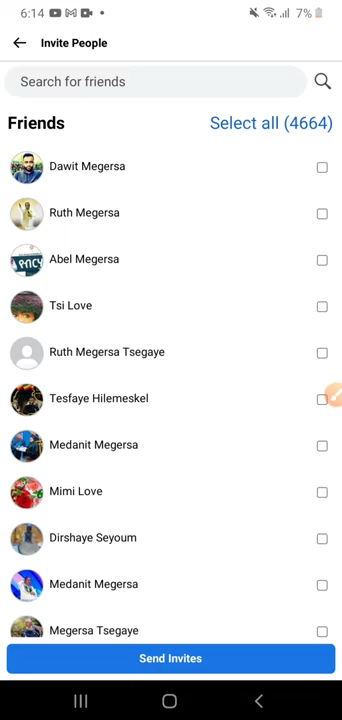 6:14
7%
Invite People
Search for friends
Friends
Select all (4664)
Dawit Megersa
Ruth Megersa
Abel Megersa
Tsi Love
Ruth Megersa Tsegaye
Tesfaye Hilemeskel
Medanit Megersa
Mimi Love
Dirshaye Seyoum
Medanit Megersa
Megersa Tsegaye
Send Invites